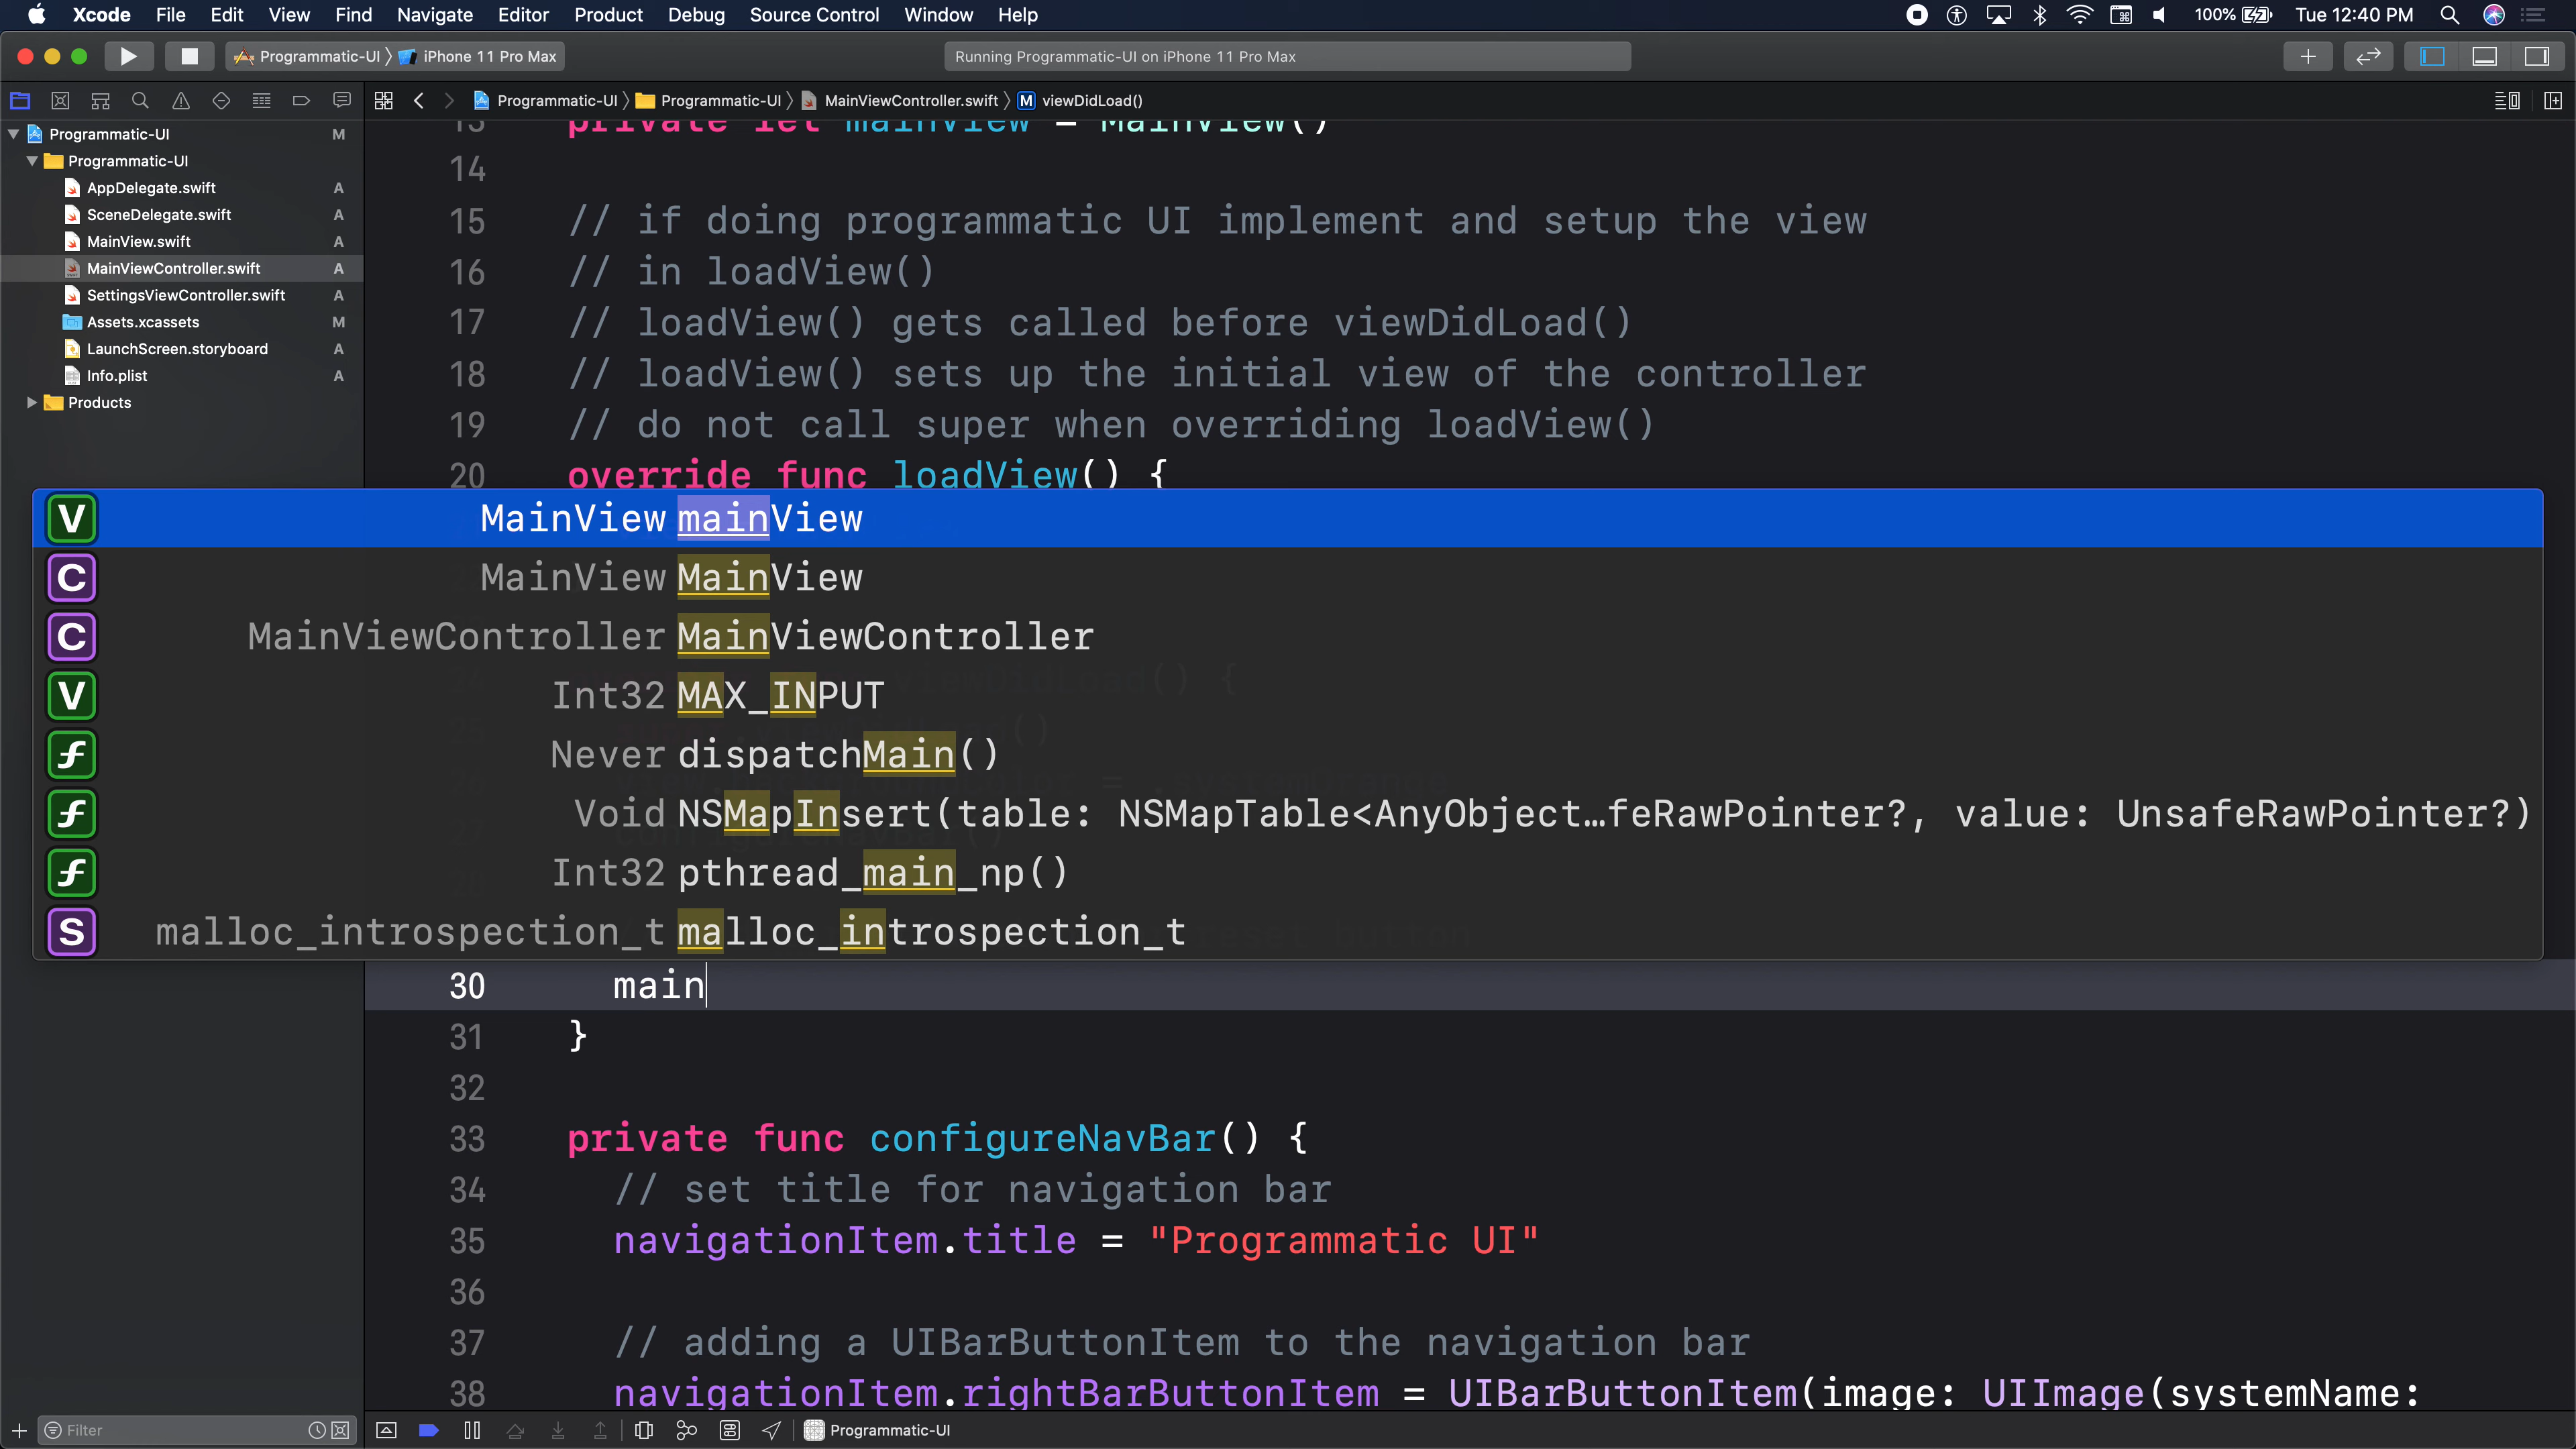 Xcode File Edit View Find Navigate Editor Product Debug Source Control Window Help 100% Tue 12:40 PM
Programmatic-UI iPhone 11 Pro Max Running Programmatic-UI on iPhone 11 Pro Max
Programmatic-UI Programmatic-UI MainViewController.swift M viewDidLoad()
Programmatic-UI M
Programmatic-UI
AppDelegate.swift A
SceneDelegate.swift A
MainView.swift A
MainViewController.swift A
SettingsViewController.swift A
Assets.xcassets M
LaunchScreen.storyboard A
Info.plist A
Products
13 private let mainView = MainView()
14
15 // if doing programmatic UI implement and setup the view
16 // in loadView()
17 // loadView() gets called before viewDidLoad()
18 // loadView() sets up the initial view of the controller
19 // do not call super when overriding loadView()
20 override func loadView() {
V MainView mainView
C MainView MainView
C MainViewController MainViewController
V Int32 MAX_INPUT
f Never dispatchMain()
f Void NSMapInsert(table: NSMapTable<AnyObject…feRawPointer?, value: UnsafeRawPointer?)
f Int32 pthread_main_np()
S malloc_introspection_t malloc_introspection_t
30 main
31 }
32
33 private func configureNavBar() {
34 // set title for navigation bar
35 navigationItem.title = "Programmatic UI"
36
37 // adding a UIBarButtonItem to the navigation bar
38 navigationItem.rightBarButtonItem = UIBarButtonItem(image: UIImage(systemName:
Filter Programmatic-UI